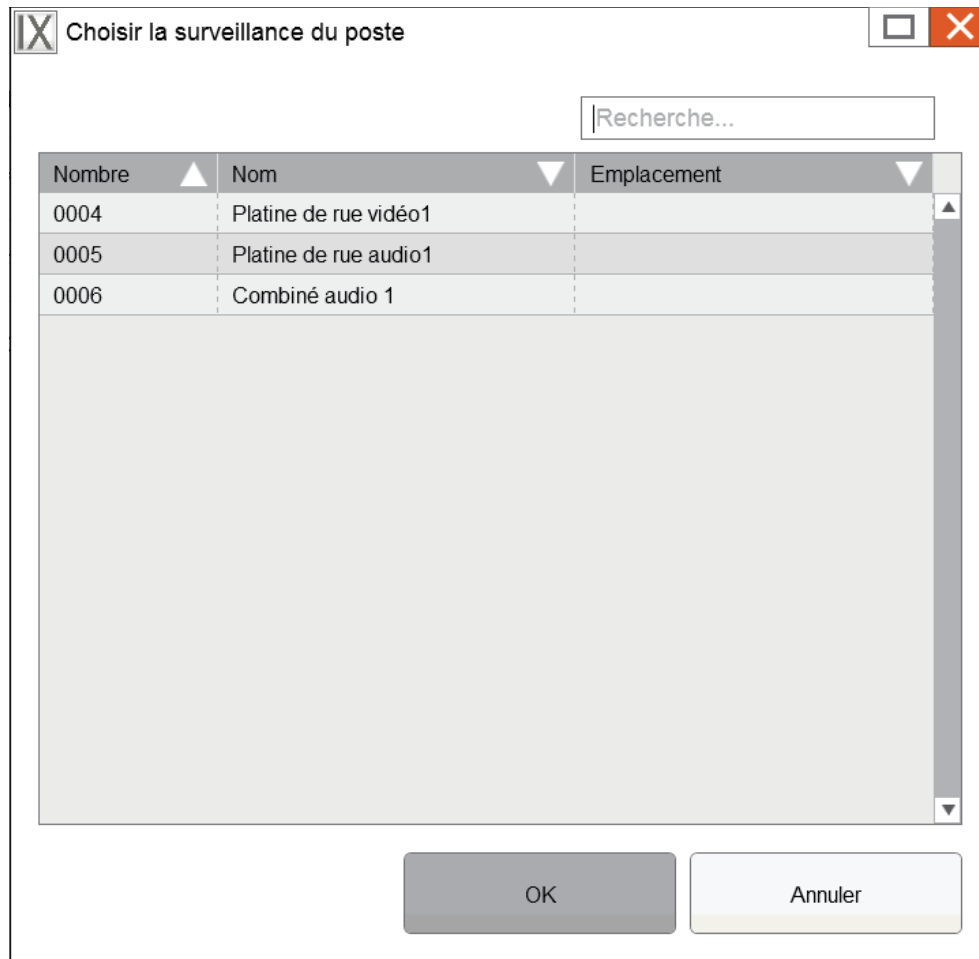 IX Choisir la surveillance du poste
Recherche...
Nombre Nom Emplacement
0004 Platine de rue vidéo1
0005 Platine de rue audio1
0006 Combiné audio 1
OK Annuler